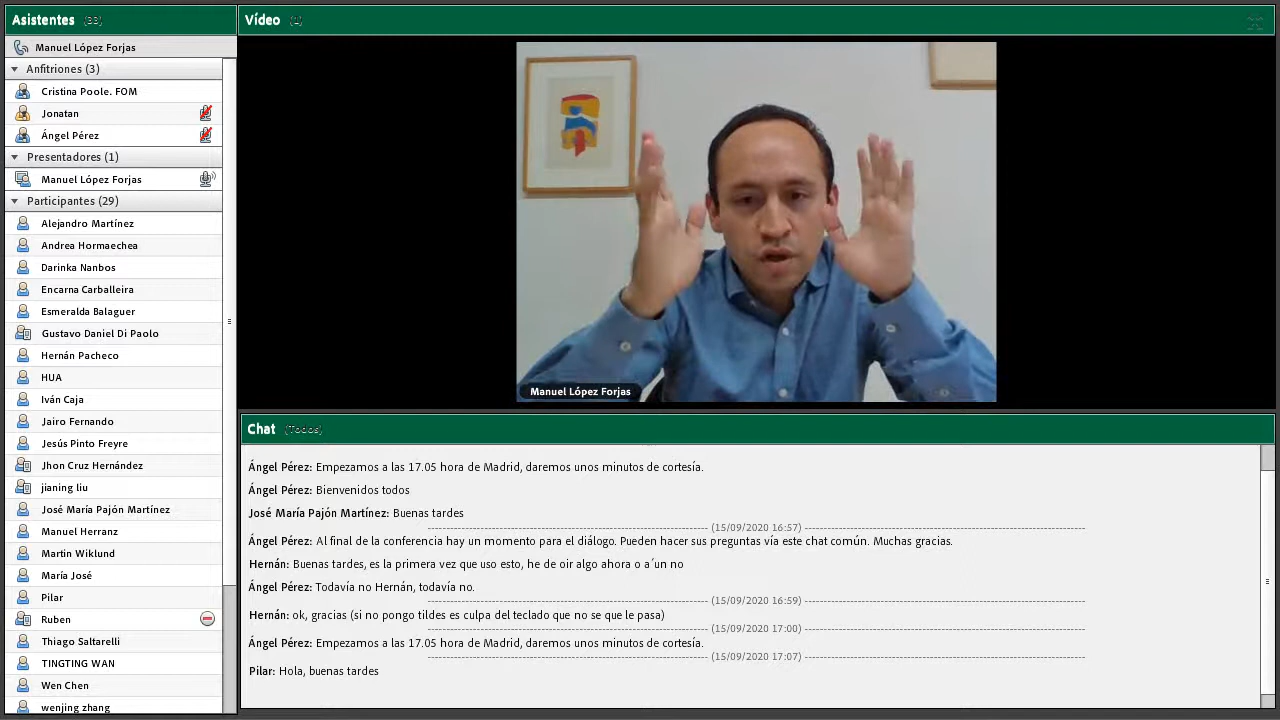 Asistentes (33)
Manuel López Forjas
Anfitriones (3)
Cristina Poole. FOM
Jonatan
Ángel Pérez
Presentadores (1)
Manuel López Forjas
Participantes (29)
Alejandro Martínez
Andrea Hormaechea
Darinka Nanbos
Encarna Carballeira
Esmeralda Balaguer
Gustavo Daniel Di Paolo
Hernán Pacheco
HUA
Iván Caja
Jairo Fernando
Jesús Pinto Freyre
Jhon Cruz Hernández
jianing liu
José María Pajón Martínez
Manuel Herranz
Martin Wiklund
María José
Pilar
Ruben
Thiago Saltarelli
TINGTING WAN
Wen Chen
wenjing zhang
Vídeo (1)
Manuel López Forjas
Chat (Todos)
Ángel Pérez: Empezamos a las 17.05 hora de Madrid, daremos unos minutos de cortesía.
Ángel Pérez: Bienvenidos todos
José María Pajón Martínez: Buenas tardes
(15/09/2020 16:57)
Ángel Pérez: Al final de la conferencia hay un momento para el diálogo. Pueden hacer sus preguntas vía este chat común. Muchas gracias.
Hernán: Buenas tardes, es la primera vez que uso esto, he de oir algo ahora o a´un no
Ángel Pérez: Todavía no Hernán, todavía no.
(15/09/2020 16:59)
Hernán: ok, gracias (si no pongo tildes es culpa del teclado que no se que le pasa)
(15/09/2020 17:00)
Ángel Pérez: Empezamos a las 17.05 hora de Madrid, daremos unos minutos de cortesía.
(15/09/2020 17:07)
Pilar: Hola, buenas tardes